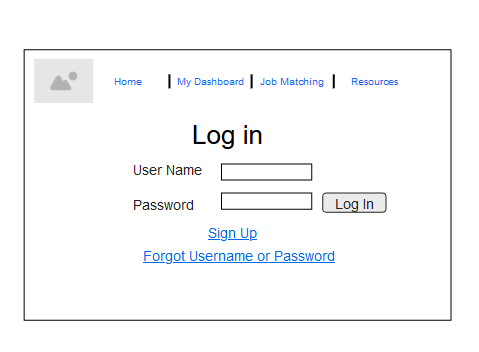 Home | My Dashboard | Job Matching | Resources
Log in
User Name
Password Log In
Sign Up
Forgot Username or Password